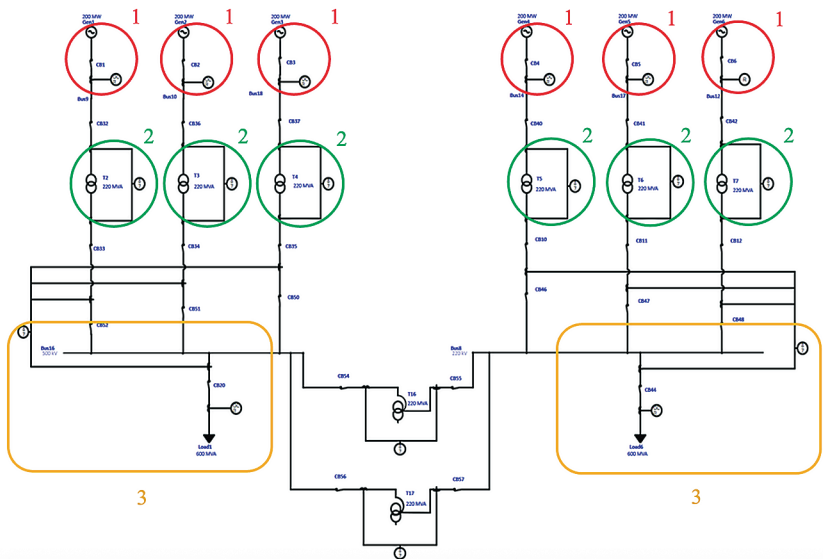 200 MW
Gen1
1
200 MW
Gen2
1
200 MW
Gen3
1
200 MW
Gen4
1
200 MW
Gen5
1
200 MW
Gen6
1
CB1
CB2
CB3
CB4
CB5
CB6
Bus9
Bus10
Bus18
Bus14
Bus17
Bus12
CB32
CB36
CB37
CB40
CB41
CB42
2
2
2
2
2
2
T2
220 MVA
T3
220 MVA
T4
220 MVA
T5
220 MVA
T6
220 MVA
T7
220 MVA
CB33
CB34
CB35
CB10
CB11
CB12
CB50
CB46
CB51
CB47
CB52
CB48
Bus16
500 kV
Bus8
220 kV
CB20
CB54
CB55
CB44
T16
220 MVA
Load1
600 MVA
Load6
600 MVA
CB56
CB57
T17
220 MVA
3
3